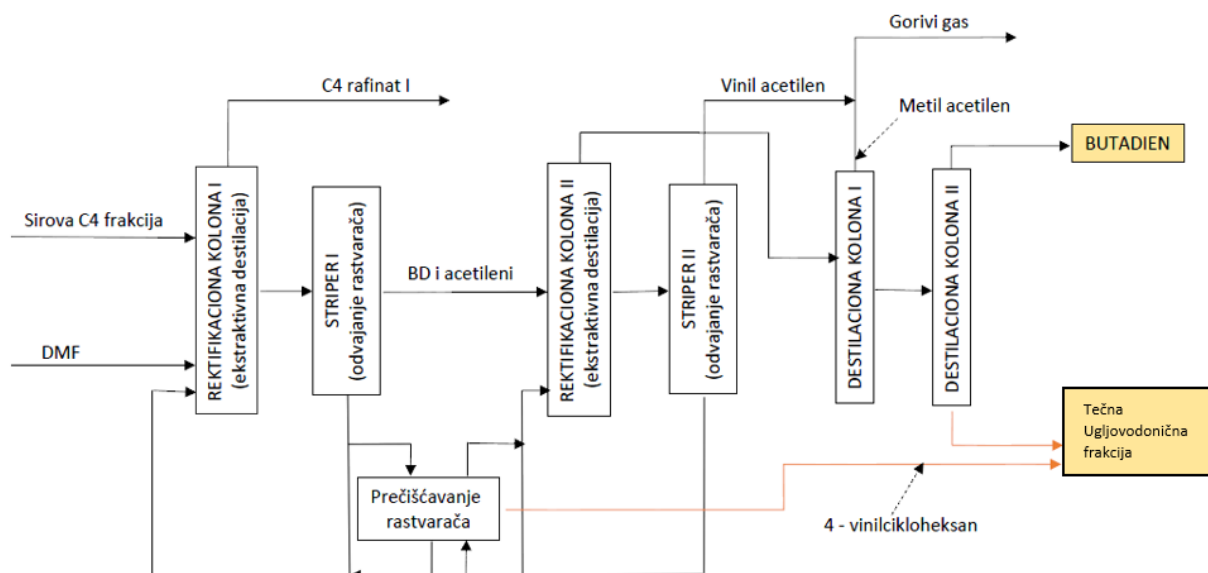 Gorivi gas
C4 rafinat I
Vinil acetilen
Metil acetilen
BUTADIEN
Sirova C4 frakcija
DMF
REKTIFIKACIONA KOLONA I
(ekstraktivna destilacija)
STRIPER I
(odvajanje rastvarača)
BD i acetileni
REKTIFIKACIONA KOLONA II
(ekstraktivna destilacija)
STRIPER II
(odvajanje rastvarača)
DESTILACIONA KOLONA I
DESTILACIONA KOLONA II
Tečna
Ugljovodonična
frakcija
Prečišćavanje
rastvarača
4 - vinilcikloheksan